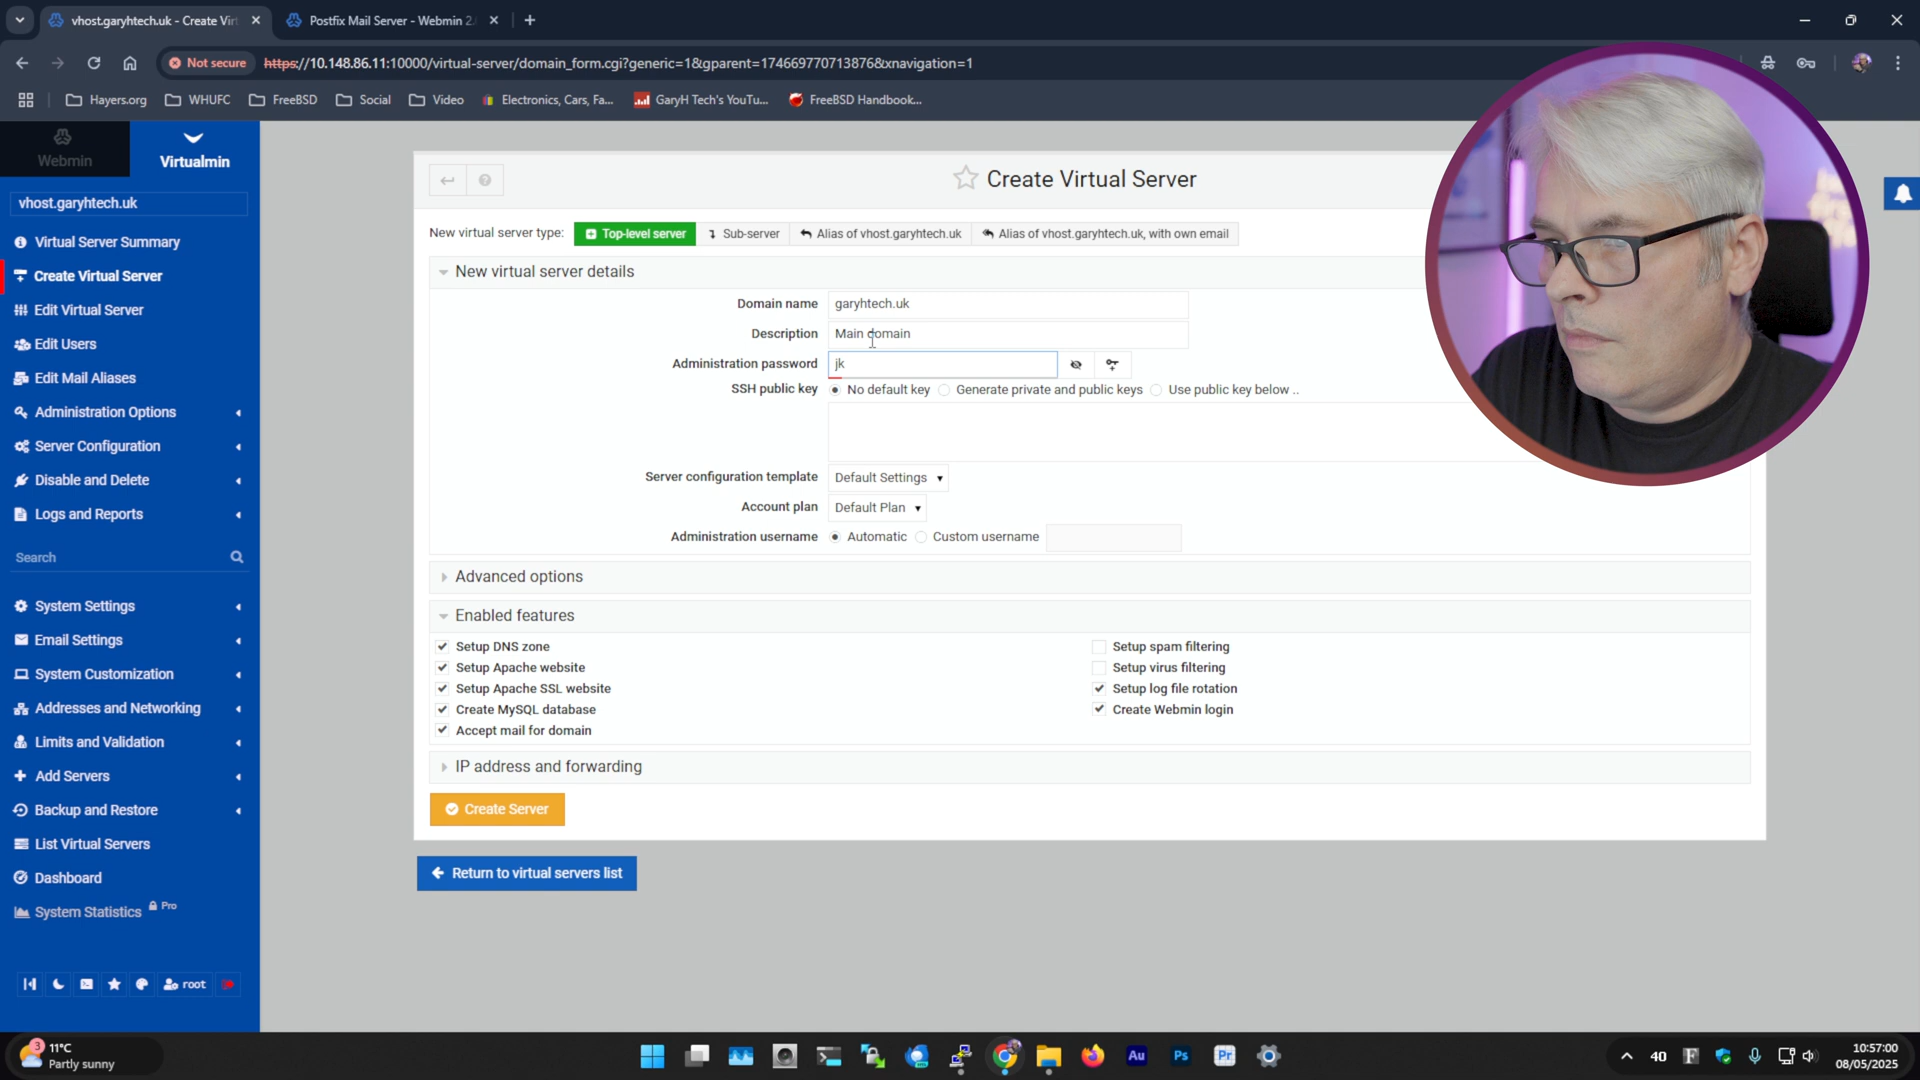 vhost.garyhtech.uk - Create Vir
Postfix Mail Server - Webmin 2.
Not secure
https://10.148.86.11:10000/virtual-server/domain_form.cgi?generic=1&gparent=174669770713876&xnavigation=1
Hayers.org
WHUFC
FreeBSD
Social
Video
Electronics, Cars, Fa...
GaryH Tech's YouTu...
FreeBSD Handbook...
Webmin
Virtualmin
vhost.garyhtech.uk
Virtual Server Summary
Create Virtual Server
Edit Virtual Server
Edit Users
Edit Mail Aliases
Administration Options
Server Configuration
Disable and Delete
Logs and Reports
Search
System Settings
Email Settings
System Customization
Addresses and Networking
Limits and Validation
Add Servers
Backup and Restore
List Virtual Servers
Dashboard
System Statistics Pro
root
Create Virtual Server
New virtual server type: Top-level server Sub-server Alias of vhost.garyhtech.uk Alias of vhost.garyhtech.uk, with own email
New virtual server details
Domain name garyhtech.uk
Description Main domain
Administration password jk
SSH public key No default key Generate private and public keys Use public key below ..
Server configuration template Default Settings
Account plan Default Plan
Administration username Automatic Custom username
Advanced options
Enabled features
Setup DNS zone
Setup Apache website
Setup Apache SSL website
Create MySQL database
Accept mail for domain
Setup spam filtering
Setup virus filtering
Setup log file rotation
Create Webmin login
IP address and forwarding
Create Server
Return to virtual servers list
3
11°C
Partly sunny
Au
Ps
Pr
40
F
10:57:00
08/05/2025